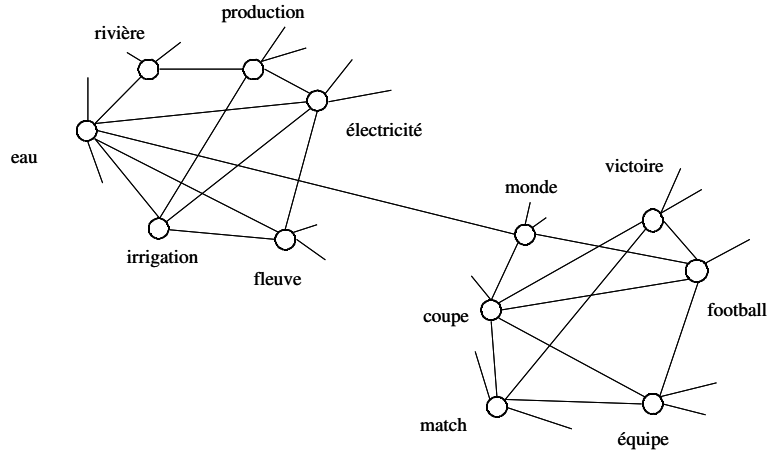 production
rivière
électricité
eau
irrigation
fleuve
victoire
monde
football
coupe
match
équipe